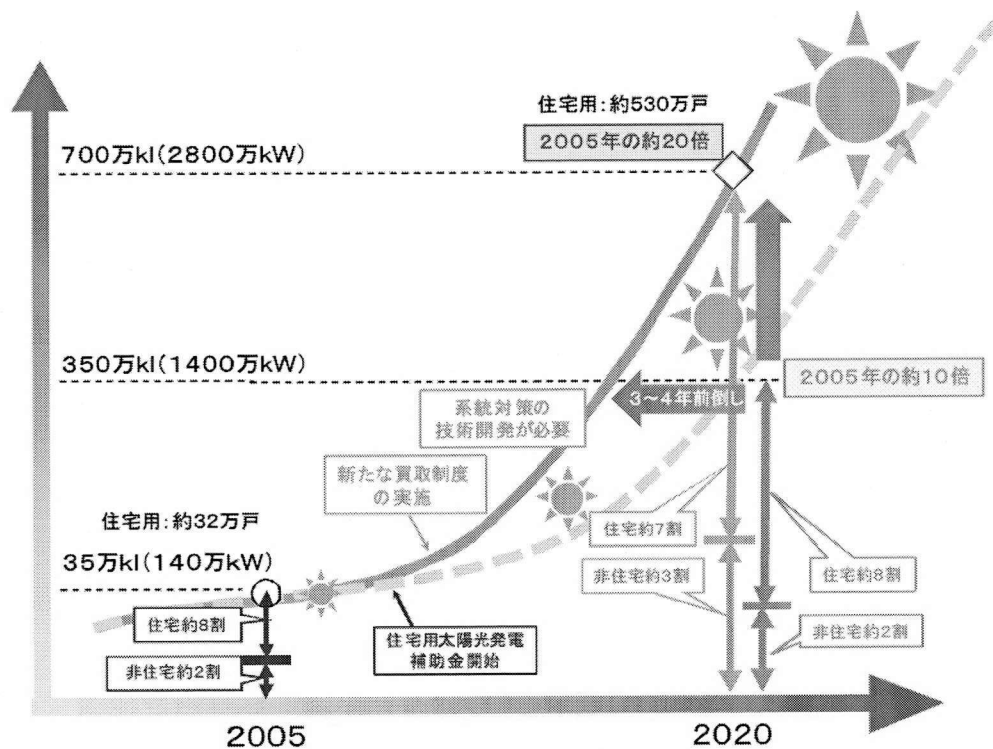 住宅用：約530万戸
2005年の約20倍
700万kl(2800万kW)
350万kl(1400万kW)
2005年の約10倍
3～4年前倒し
系統対策の
技術開発が必要
新たな買取制度
の実施
住宅用：約32万戸
住宅約7割
35万kl(140万kW)
非住宅約3割
住宅約8割
住宅約8割
住宅用太陽光発電
補助金開始
非住宅約2割
非住宅約2割
2005
2020